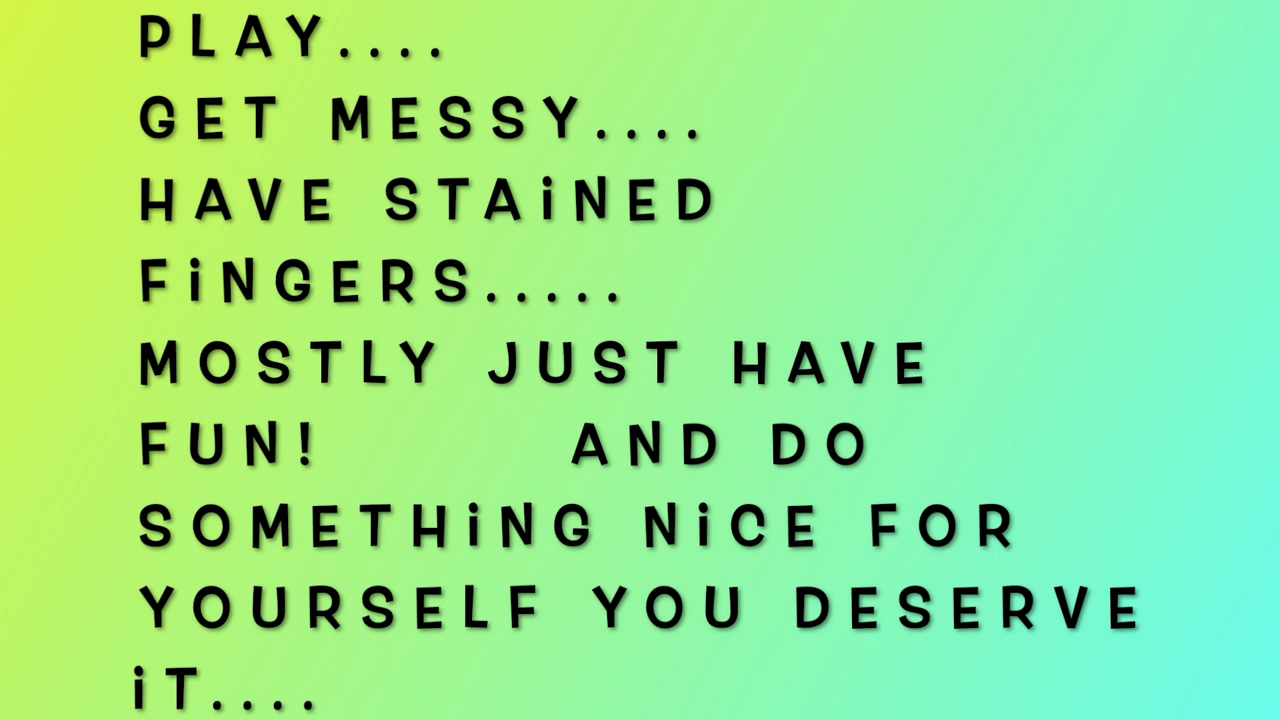 PLAY....
GET MESSY....
HAVE STAiNED
FiNGERS.....
MOSTLY JUST HAVE
FUN! AND DO
SOMETHiNG NiCE FOR
YOURSELF YOU DESERVE
iT....